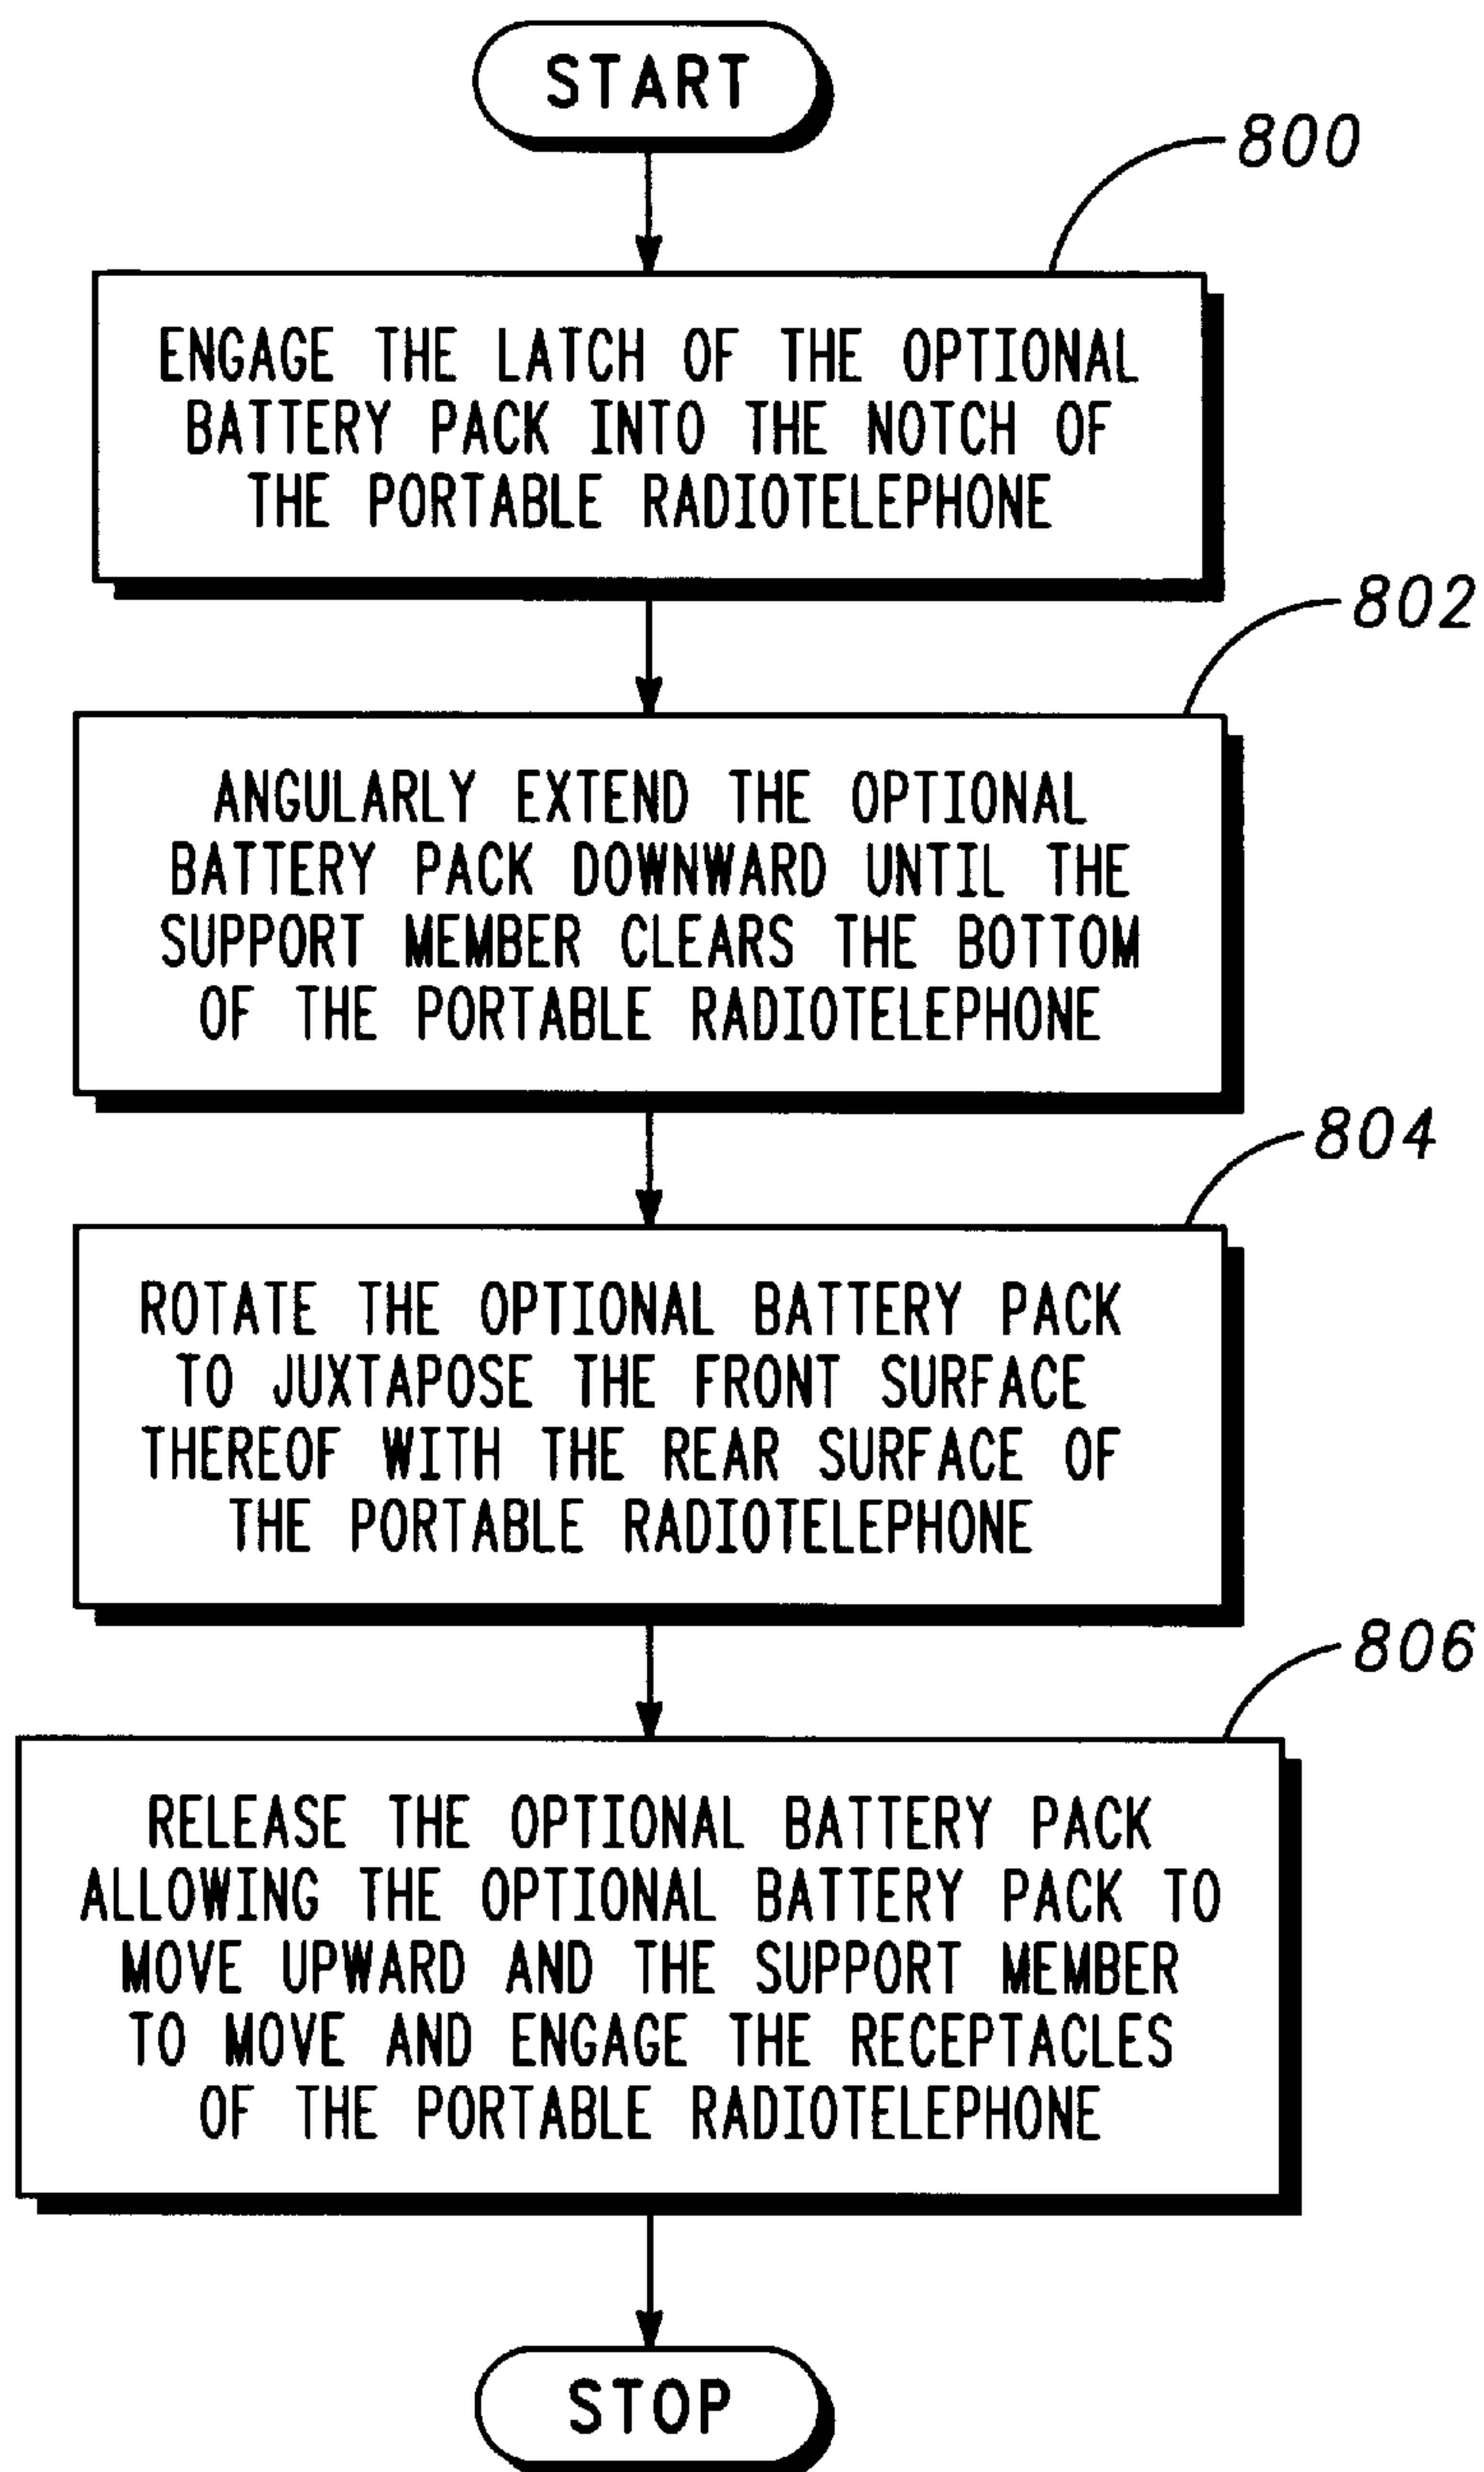 START
800
ENGAGE THE LATCH OF THE OPTIONAL
BATTERY PACK INTO THE NOTCH OF
THE PORTABLE RADIOTELEPHONE
802
ANGULARLY EXTEND THE OPTIONAL
BATTERY PACK DOWNWARD UNTIL THE
SUPPORT MEMBER CLEARS THE BOTTOM
OF THE PORTABLE RADIOTELEPHONE
804
ROTATE THE OPTIONAL BATTERY PACK
TO JUXTAPOSE THE FRONT SURFACE
THEREOF WITH THE REAR SURFACE OF
THE PORTABLE RADIOTELEPHONE
806
RELEASE THE OPTIONAL BATTERY PACK
ALLOWING THE OPTIONAL BATTERY PACK TO
MOVE UPWARD AND THE SUPPORT MEMBER
TO MOVE AND ENGAGE THE RECEPTACLES
OF THE PORTABLE RADIOTELEPHONE
STOP